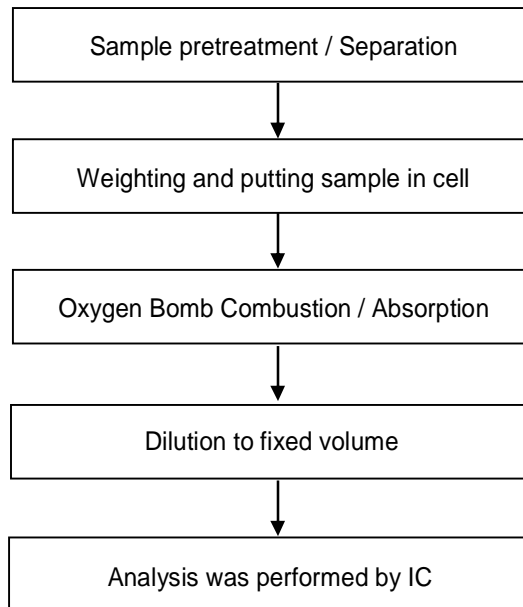 Sample pretreatment / Separation
Weighting and putting sample in cell
Oxygen Bomb Combustion / Absorption
Dilution to fixed volume
Analysis was performed by IC